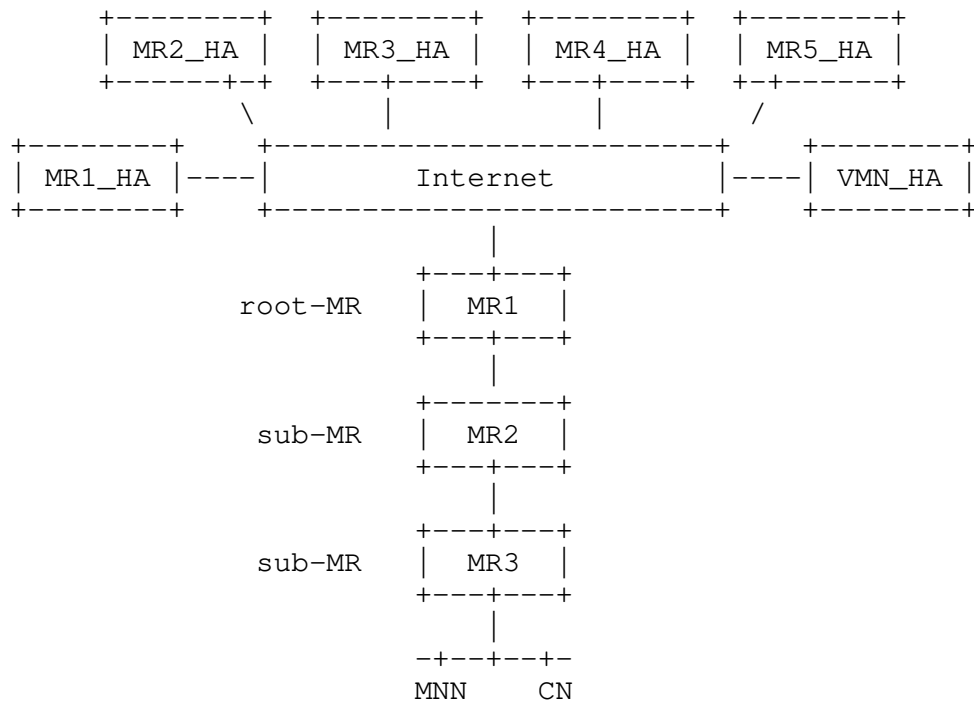 MR2_HA MR3_HA MR4_HA MR5_HA
MR1_HA Internet VMN_HA
root-MR MR1
sub-MR MR2
sub-MR MR3
MNN CN